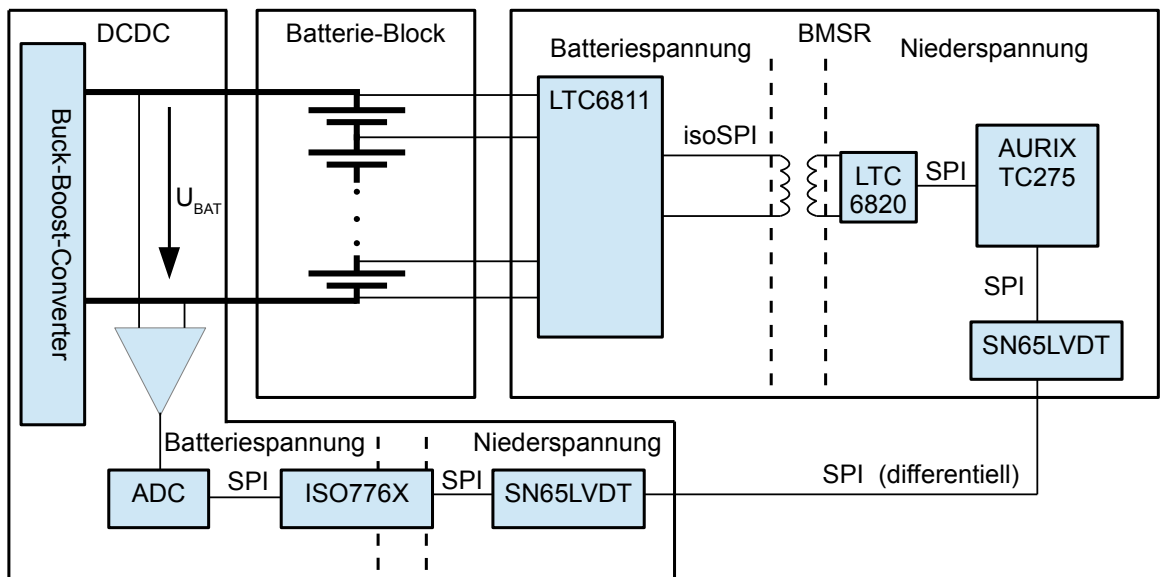 DCDC
Buck-Boost-Converter
U_BAT
Batterie-Block
BMSR
Batteriespannung
Niederspannung
LTC6811
isoSPI
LTC
6820
SPI
AURIX
TC275
SPI
SN65LVDT
SPI (differentiell)
Batteriespannung
Niederspannung
ADC
SPI
ISO776X
SPI
SN65LVDT